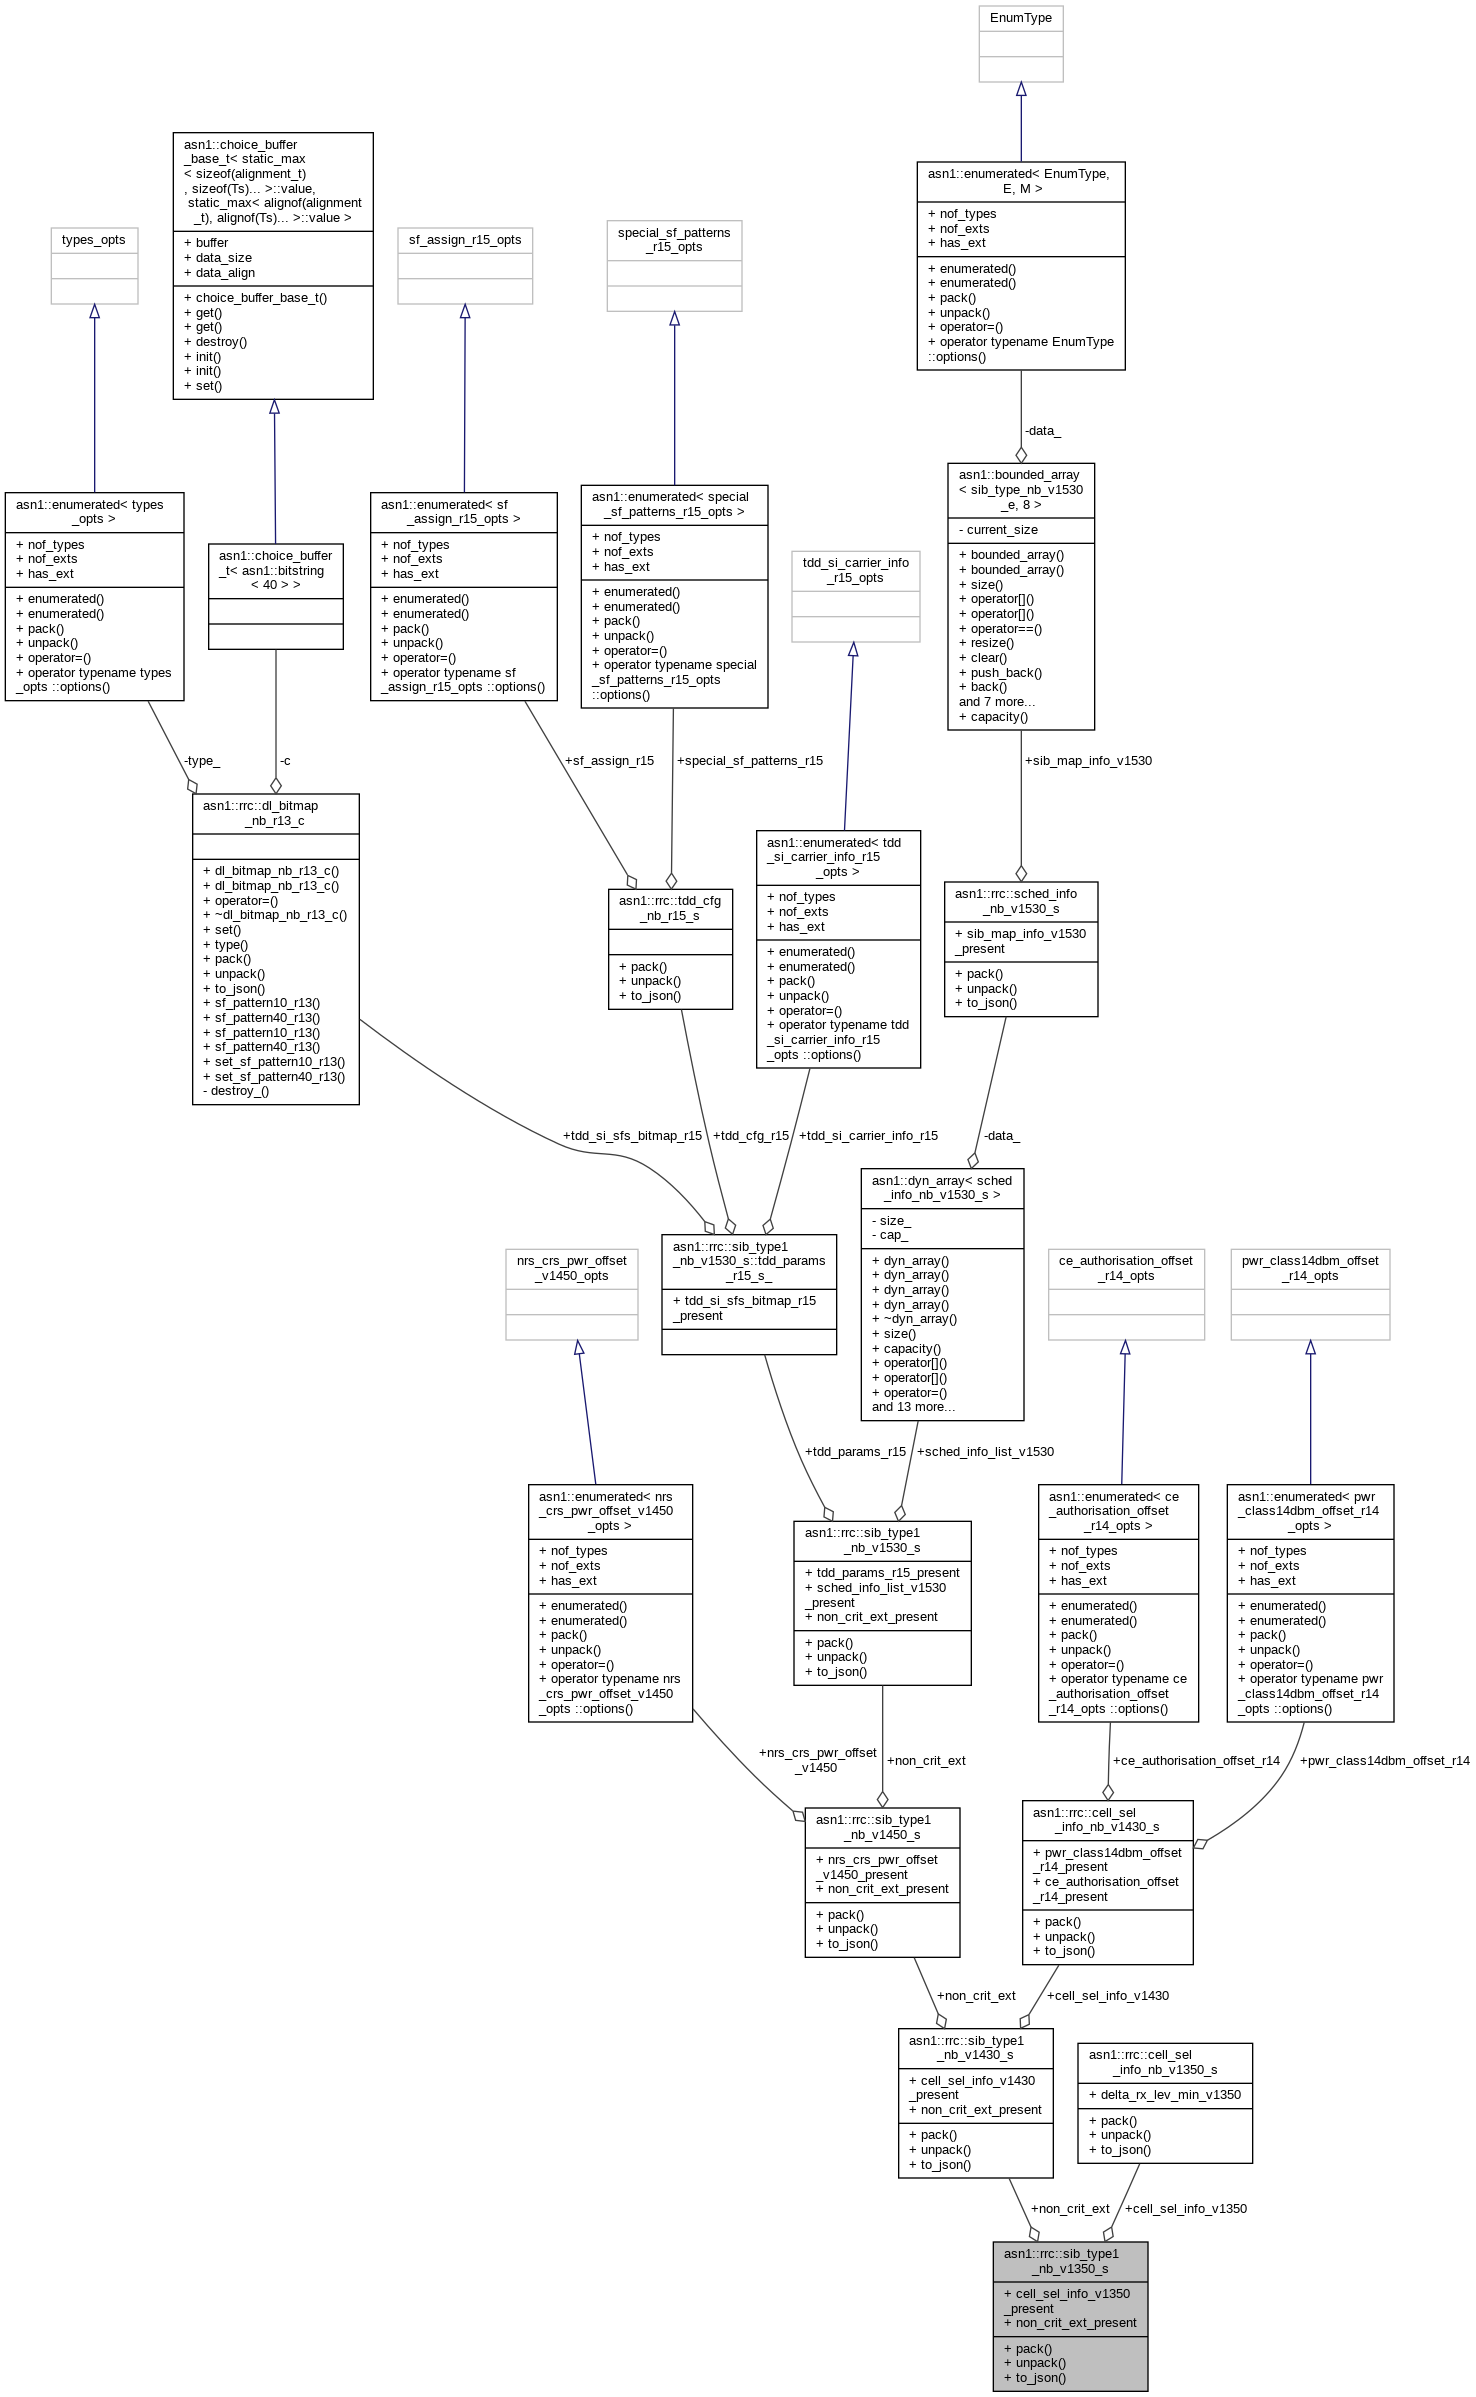 EnumType
asn1::choice_buffer
_base_t< static_max
< sizeof(alignment_t)
, sizeof(Ts)... >::value,
static_max< alignof(alignment
_t), alignof(Ts)... >::value >
+ buffer
+ data_size
+ data_align
+ choice_buffer_base_t()
+ get()
+ get()
+ destroy()
+ init()
+ init()
+ set()
asn1::enumerated< EnumType,
E, M >
+ nof_types
+ nof_exts
+ has_ext
+ enumerated()
+ enumerated()
+ pack()
+ unpack()
+ operator=()
+ operator typename EnumType
::options()
types_opts
sf_assign_r15_opts
special_sf_patterns
_r15_opts
-data_
asn1::enumerated< types
_opts >
+ nof_types
+ nof_exts
+ has_ext
+ enumerated()
+ enumerated()
+ pack()
+ unpack()
+ operator=()
+ operator typename types
_opts ::options()
asn1::choice_buffer
_t< asn1::bitstring
< 40 > >
asn1::enumerated< sf
_assign_r15_opts >
+ nof_types
+ nof_exts
+ has_ext
+ enumerated()
+ enumerated()
+ pack()
+ unpack()
+ operator=()
+ operator typename sf
_assign_r15_opts ::options()
asn1::enumerated< special
_sf_patterns_r15_opts >
+ nof_types
+ nof_exts
+ has_ext
+ enumerated()
+ enumerated()
+ pack()
+ unpack()
+ operator=()
+ operator typename special
_sf_patterns_r15_opts
::options()
tdd_si_carrier_info
_r15_opts
asn1::bounded_array
< sib_type_nb_v1530
_e, 8 >
- current_size
+ bounded_array()
+ bounded_array()
+ size()
+ operator[]()
+ operator[]()
+ operator==()
+ resize()
+ clear()
+ push_back()
+ back()
and 7 more...
+ capacity()
-type_
-c
+sf_assign_r15
+special_sf_patterns_r15
+sib_map_info_v1530
asn1::rrc::dl_bitmap
_nb_r13_c
+ dl_bitmap_nb_r13_c()
+ dl_bitmap_nb_r13_c()
+ operator=()
+ ~dl_bitmap_nb_r13_c()
+ set()
+ type()
+ pack()
+ unpack()
+ to_json()
+ sf_pattern10_r13()
+ sf_pattern40_r13()
+ sf_pattern10_r13()
+ sf_pattern40_r13()
+ set_sf_pattern10_r13()
+ set_sf_pattern40_r13()
- destroy_()
asn1::rrc::tdd_cfg
_nb_r15_s
+ pack()
+ unpack()
+ to_json()
asn1::enumerated< tdd
_si_carrier_info_r15
_opts >
+ nof_types
+ nof_exts
+ has_ext
+ enumerated()
+ enumerated()
+ pack()
+ unpack()
+ operator=()
+ operator typename tdd
_si_carrier_info_r15
_opts ::options()
asn1::rrc::sched_info
_nb_v1530_s
+ sib_map_info_v1530
_present
+ pack()
+ unpack()
+ to_json()
+tdd_si_sfs_bitmap_r15
+tdd_cfg_r15
+tdd_si_carrier_info_r15
-data_
nrs_crs_pwr_offset
_v1450_opts
asn1::rrc::sib_type1
_nb_v1530_s::tdd_params
_r15_s_
+ tdd_si_sfs_bitmap_r15
_present
asn1::dyn_array< sched
_info_nb_v1530_s >
- size_
- cap_
+ dyn_array()
+ dyn_array()
+ dyn_array()
+ dyn_array()
+ ~dyn_array()
+ size()
+ capacity()
+ operator[]()
+ operator[]()
+ operator=()
and 13 more...
ce_authorisation_offset
_r14_opts
pwr_class14dbm_offset
_r14_opts
+tdd_params_r15
+sched_info_list_v1530
asn1::enumerated< nrs
_crs_pwr_offset_v1450
_opts >
+ nof_types
+ nof_exts
+ has_ext
+ enumerated()
+ enumerated()
+ pack()
+ unpack()
+ operator=()
+ operator typename nrs
_crs_pwr_offset_v1450
_opts ::options()
asn1::rrc::sib_type1
_nb_v1530_s
+ tdd_params_r15_present
+ sched_info_list_v1530
_present
+ non_crit_ext_present
+ pack()
+ unpack()
+ to_json()
asn1::enumerated< ce
_authorisation_offset
_r14_opts >
+ nof_types
+ nof_exts
+ has_ext
+ enumerated()
+ enumerated()
+ pack()
+ unpack()
+ operator=()
+ operator typename ce
_authorisation_offset
_r14_opts ::options()
asn1::enumerated< pwr
_class14dbm_offset_r14
_opts >
+ nof_types
+ nof_exts
+ has_ext
+ enumerated()
+ enumerated()
+ pack()
+ unpack()
+ operator=()
+ operator typename pwr
_class14dbm_offset_r14
_opts ::options()
+nrs_crs_pwr_offset
_v1450
+non_crit_ext
+ce_authorisation_offset_r14
+pwr_class14dbm_offset_r14
asn1::rrc::sib_type1
_nb_v1450_s
+ nrs_crs_pwr_offset
_v1450_present
+ non_crit_ext_present
+ pack()
+ unpack()
+ to_json()
asn1::rrc::cell_sel
_info_nb_v1430_s
+ pwr_class14dbm_offset
_r14_present
+ ce_authorisation_offset
_r14_present
+ pack()
+ unpack()
+ to_json()
+non_crit_ext
+cell_sel_info_v1430
asn1::rrc::sib_type1
_nb_v1430_s
+ cell_sel_info_v1430
_present
+ non_crit_ext_present
+ pack()
+ unpack()
+ to_json()
asn1::rrc::cell_sel
_info_nb_v1350_s
+ delta_rx_lev_min_v1350
+ pack()
+ unpack()
+ to_json()
+non_crit_ext
+cell_sel_info_v1350
asn1::rrc::sib_type1
_nb_v1350_s
+ cell_sel_info_v1350
_present
+ non_crit_ext_present
+ pack()
+ unpack()
+ to_json()